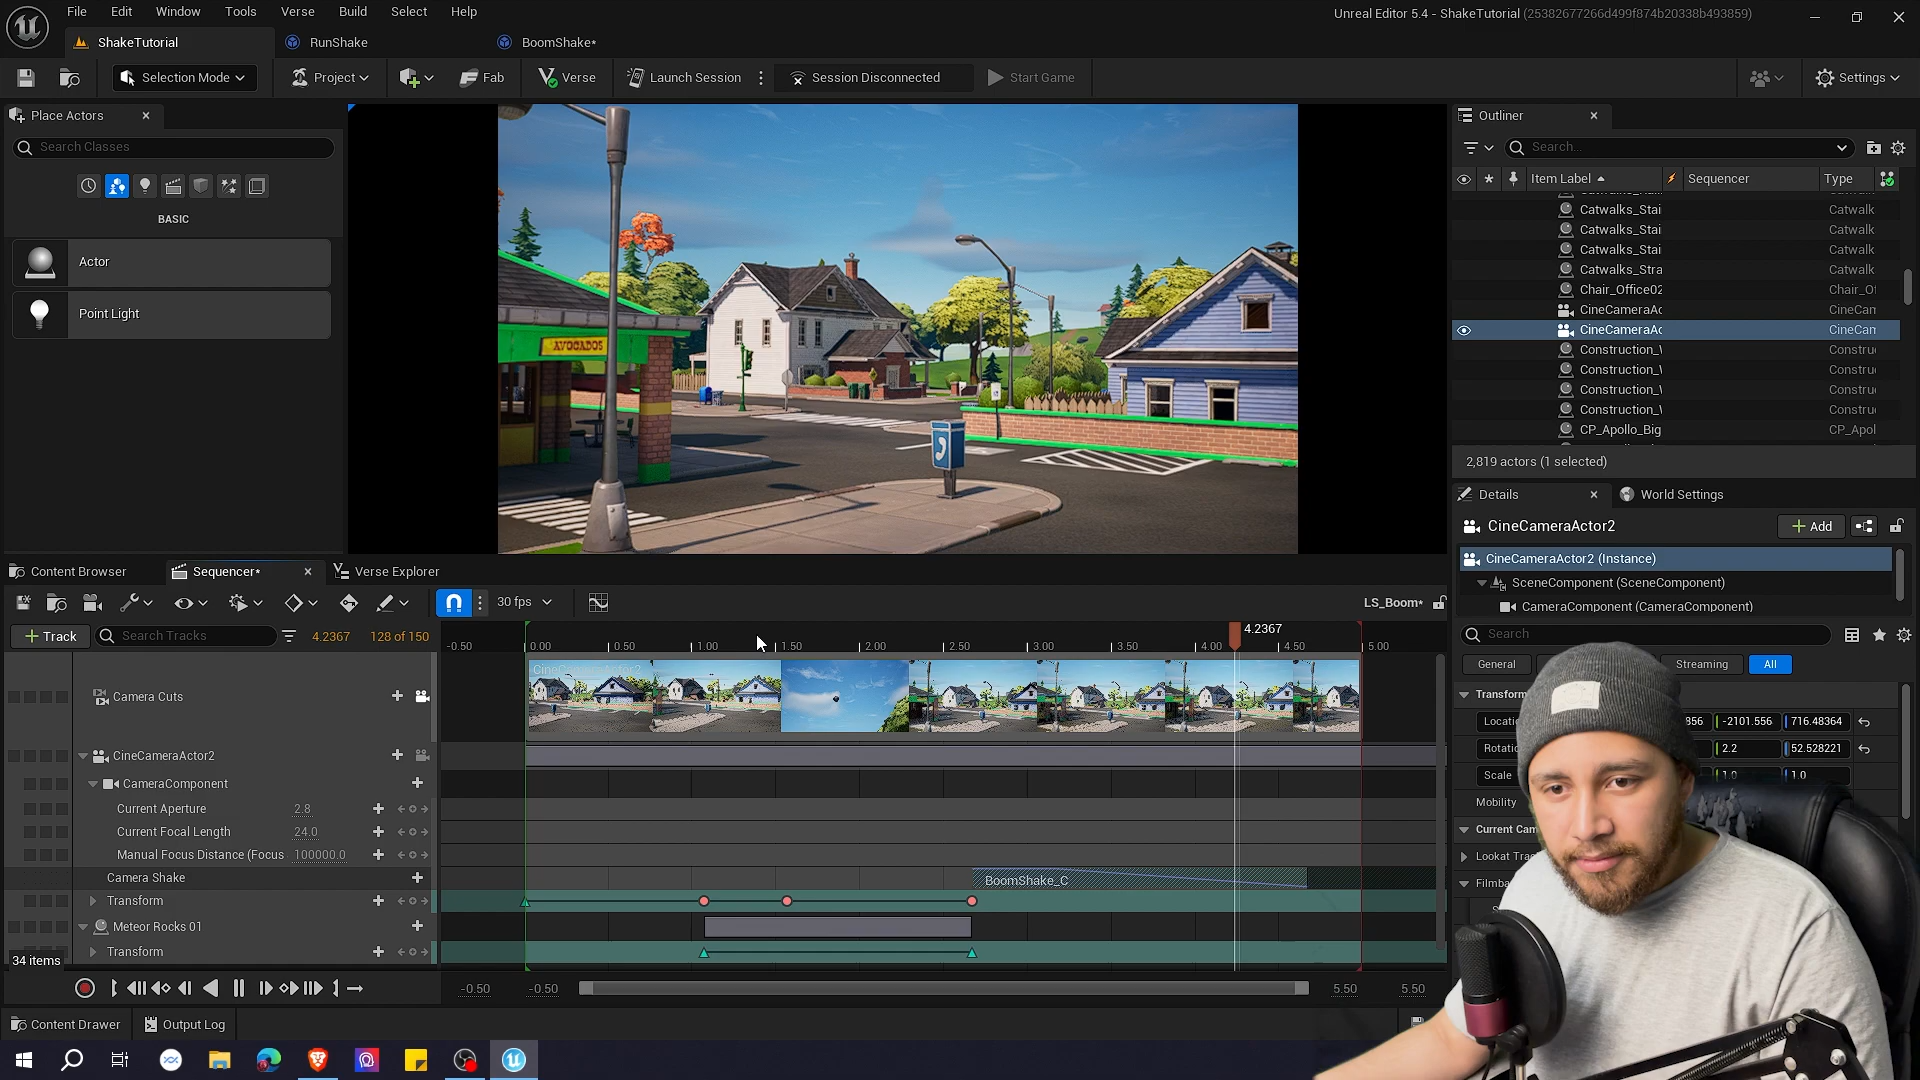 File Edit Window Tools Verse Build Select Help
Unreal Editor 5.4 - ShakeTutorial (25382677266d499f874b20338b493859)
ShakeTutorial RunShake BoomShake*
Selection Mode Project Fab Verse Launch Session Session Disconnected Start Game Settings
Place Actors
Search Classes
BASIC
Actor
Point Light
AVOCADOS
Outliner
Search...
Item Label Sequencer Type
Catwalks_Stai Catwalk
Catwalks_Stai Catwalk
Catwalks_Stai Catwalk
Catwalks_Stra Catwalk
Chair_Office02
CineCameraAc CineCam
CineCameraAc CineCam
Construction_
Construction_
Construction_
Construction_
CP_Apollo_Big CP_Apol
2,819 actors (1 selected)
Details World Settings
CineCameraActor2 Add
CineCameraActor2 (Instance)
SceneComponent (SceneComponent)
CameraComponent (CameraComponent)
Search
General Streaming All
Transform
856 -2101.556 716.48364
2.2 52.528221
Scale 1.0 1.0
Mobility
Current Cam
Content Browser Sequencer* Verse Explorer
30 fps LS_Boom*
Track Search Tracks 4.2367 128 of 150
-0.50 0.00 0.50 1.00 1.50 2.00 2.50 3.00 3.50 4.00 4.50 5.00
4.2367
CineCameraActor2
Camera Cuts
CineCameraActor2
CameraComponent
Current Aperture 2.8
Current Focal Length 24.0
Manual Focus Distance (Focus 100000.0
Camera Shake BoomShake_C
Transform
Meteor Rocks 01
Transform
34 items
-0.50 -0.50 5.50 5.50
Content Drawer Output Log